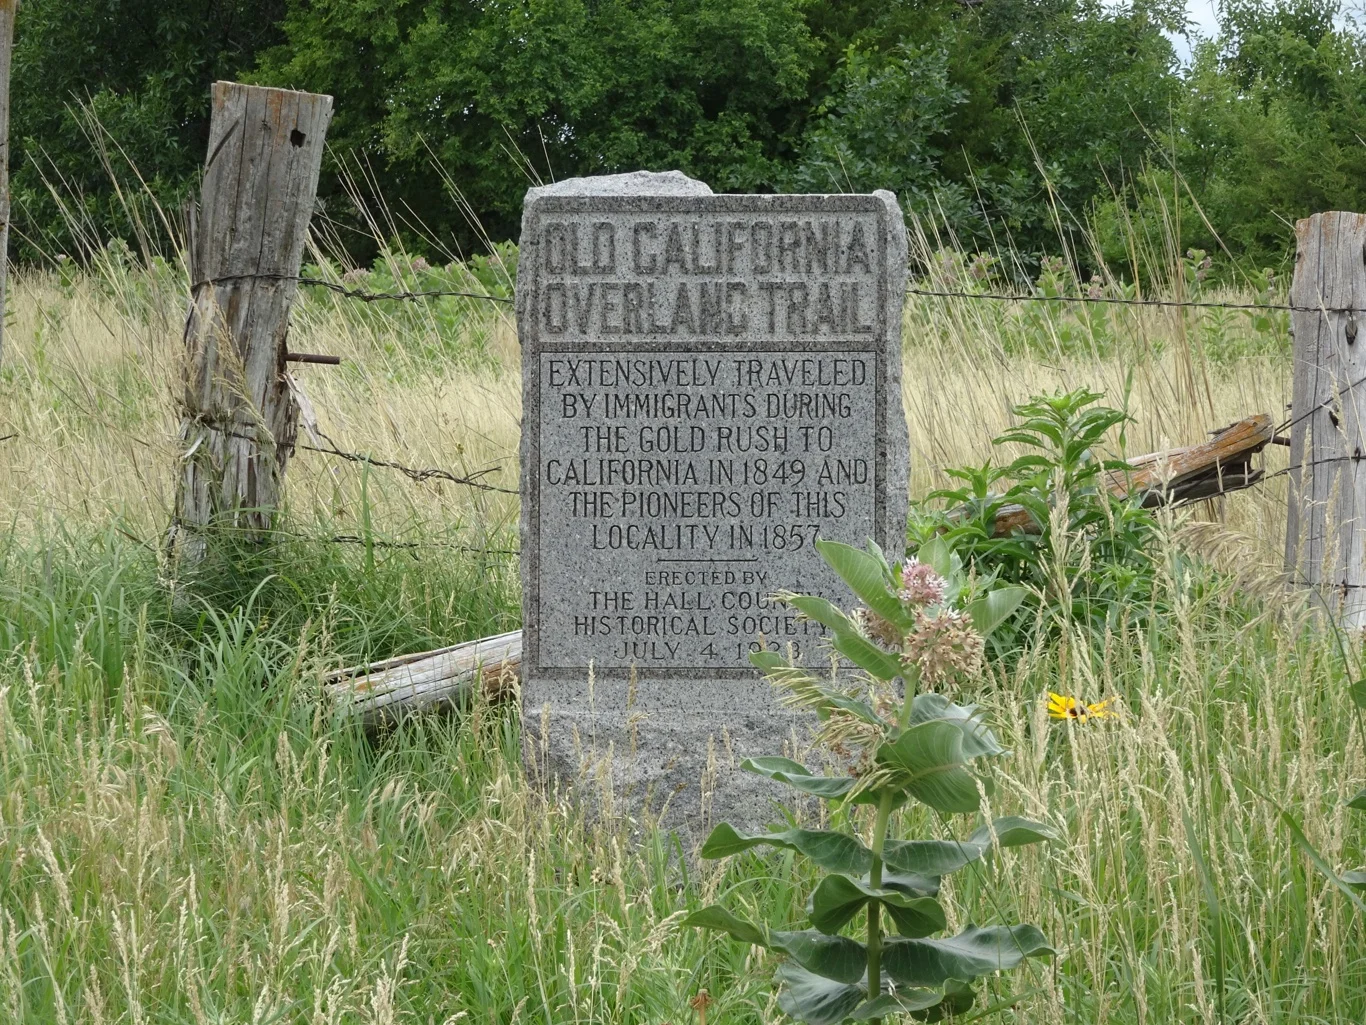 OLD CALIFORNIA
OVERLAND TRAIL
EXTENSIVELY TRAVELED
BY IMMIGRANTS DURING
THE GOLD RUSH TO
CALIFORNIA IN 1849 AND
THE PIONEERS OF THIS
LOCALITY IN 1857
ERECTED BY
THE HALL COUNTY
HISTORICAL SOCIETY
JULY 4, 1933